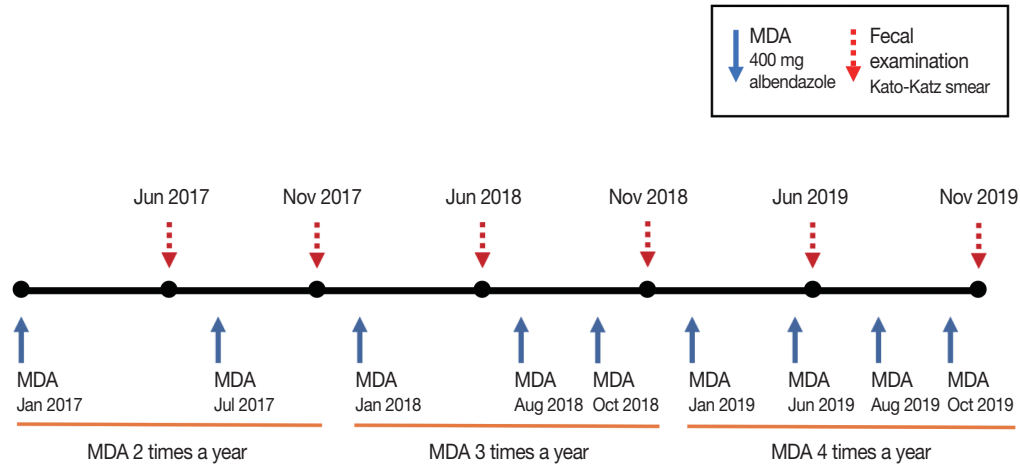 MDA
400 mg
albendazole
Fecal
examination
Kato-Katz smear
Jun 2017
Nov 2017
Jun 2018
Nov 2018
Jun 2019
Nov 2019
MDA
Jan 2017
MDA
Jul 2017
MDA
Jan 2018
MDA
Aug 2018
MDA
Oct 2018
MDA
Jan 2019
MDA
Jun 2019
MDA
Aug 2019
MDA
Oct 2019
MDA 2 times a year
MDA 3 times a year
MDA 4 times a year